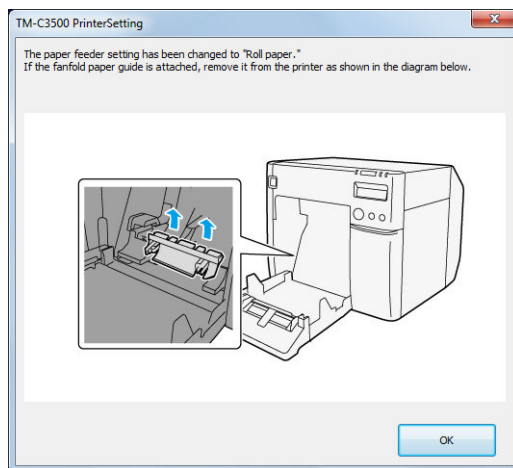 TM-C3500 PrinterSetting
The paper feeder setting has been changed to "Roll paper."
If the fanfold paper guide is attached, remove it from the printer as shown in the diagram below.
OK